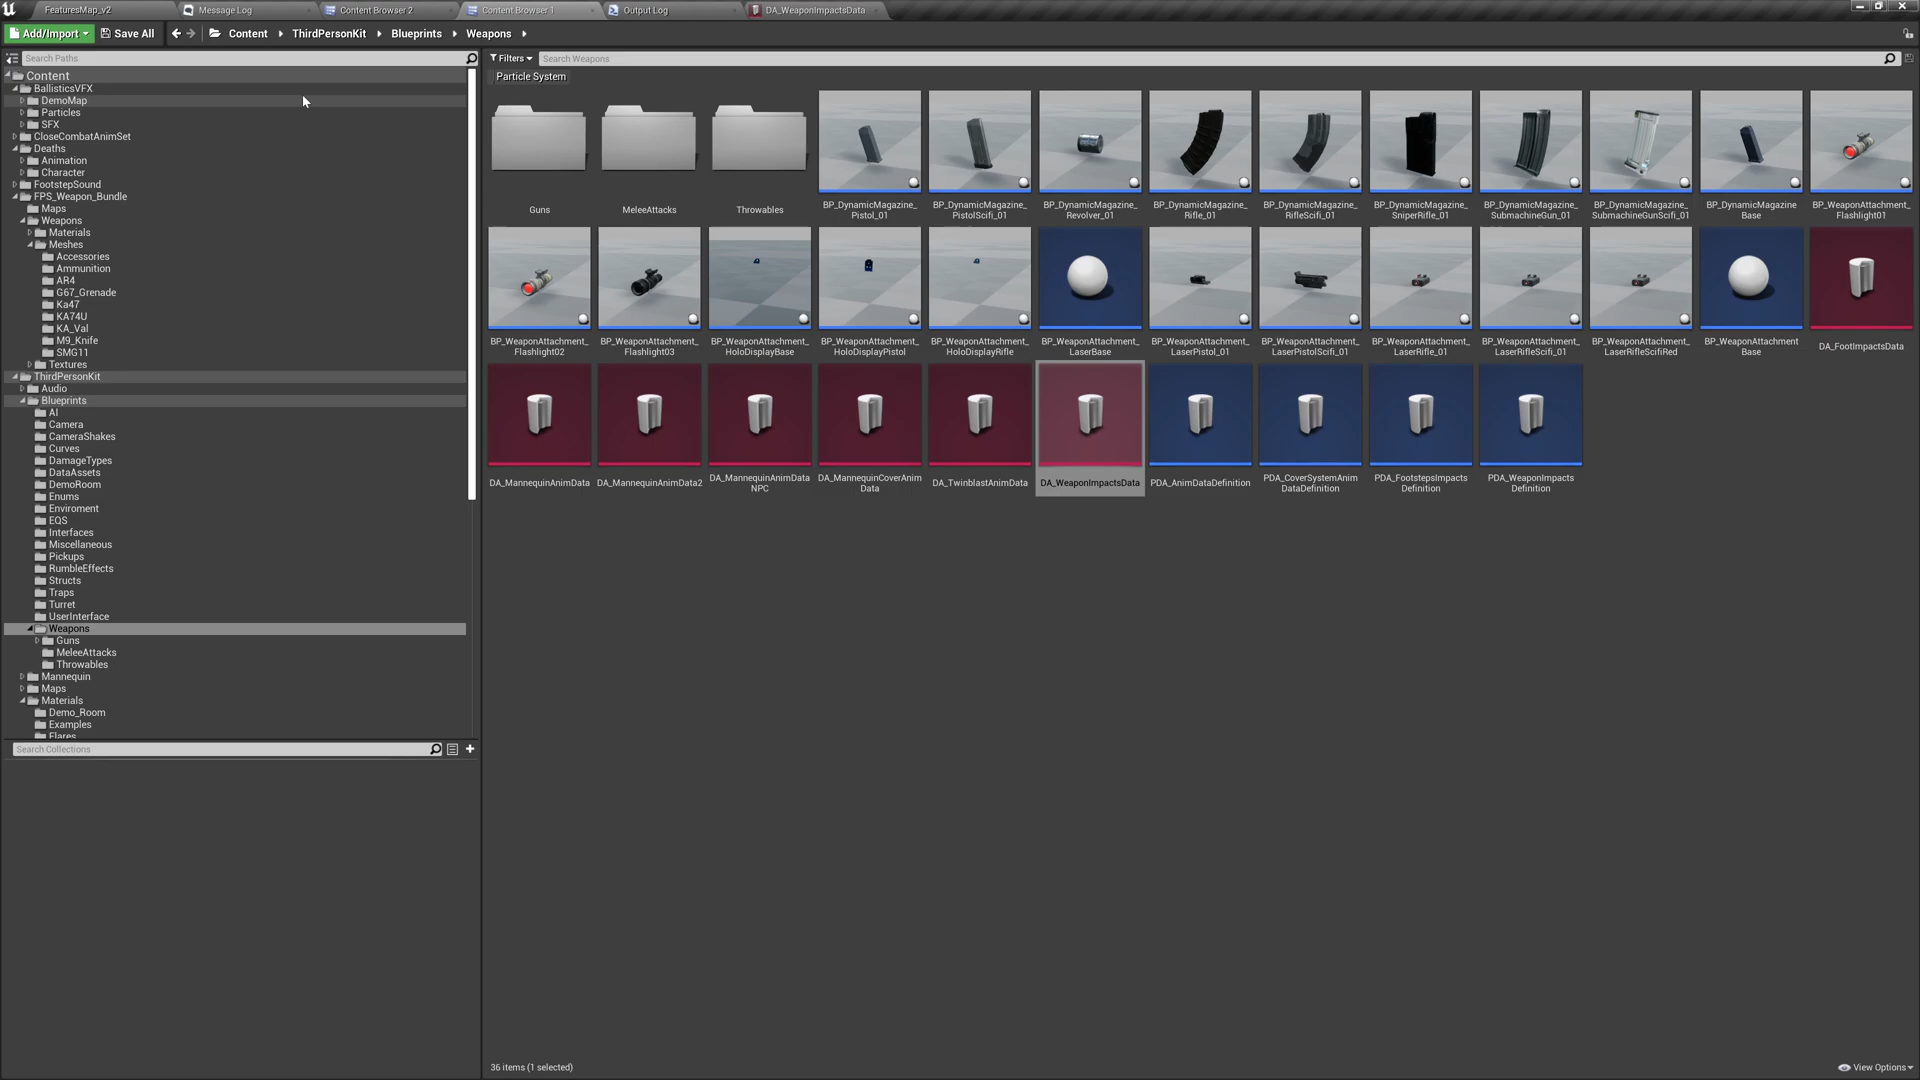 FeaturesMap_v2
Message Log
Content Browser 2
Content Browser 1
Output Log
DA_WeaponImpactsData
Add/Import
Save All
Content
ThirdPersonKit
Blueprints
Weapons
Search Paths
Content
BallisticsVFX
DemoMap
Particles
SFX
CloseCombatAnimSet
Deaths
Animation
Character
FootstepSound
FPS_Weapon_Bundle
Maps
Weapons
Materials
Meshes
Accessories
Ammunition
AR4
G67_Grenade
Ka47
KA74U
KA_Val
M9_Knife
SMG11
Textures
ThirdPersonKit
Audio
Blueprints
AI
Camera
CameraShakes
Curves
DamageTypes
DataAssets
DemoRoom
Enums
Enviroment
EQS
Interfaces
Miscellaneous
Pickups
RumbleEffects
Structs
Traps
Turret
UserInterface
Weapons
Guns
MeleeAttacks
Throwables
Mannequin
Maps
Materials
Demo_Room
Examples
Flares
Search Collections
Filters
Search Weapons
Particle System
Guns
MeleeAttacks
Throwables
BP_DynamicMagazine_
Pistol_01
BP_DynamicMagazine_
PistolScifi_01
BP_DynamicMagazine_
Revolver_01
BP_DynamicMagazine_
Rifle_01
BP_DynamicMagazine_
RifleScifi_01
BP_DynamicMagazine_
SniperRifle_01
BP_DynamicMagazine_
SubmachineGun_01
BP_DynamicMagazine_
SubmachineGunScifi_01
BP_DynamicMagazine
Base
BP_WeaponAttachment_
Flashlight01
BP_WeaponAttachment_
Flashlight02
BP_WeaponAttachment_
Flashlight03
BP_WeaponAttachment_
HoloDisplayBase
BP_WeaponAttachment_
HoloDisplayPistol
BP_WeaponAttachment_
HoloDisplayRifle
BP_WeaponAttachment_
LaserBase
BP_WeaponAttachment_
LaserPistol_01
BP_WeaponAttachment_
LaserPistolScifi_01
BP_WeaponAttachment_
LaserRifle_01
BP_WeaponAttachment_
LaserRifleScifi_01
BP_WeaponAttachment_
LaserRifleScifiRed
BP_WeaponAttachment
Base
DA_FootImpactsData
DA_MannequinAnimData
DA_MannequinAnimData2
DA_MannequinAnimData
NPC
DA_MannequinCoverAnim
Data
DA_TwinblastAnimData
DA_WeaponImpactsData
PDA_AnimDataDefinition
PDA_CoverSystemAnim
DataDefinition
PDA_FootstepsImpacts
Definition
PDA_WeaponImpacts
Definition
36 items (1 selected)
View Options